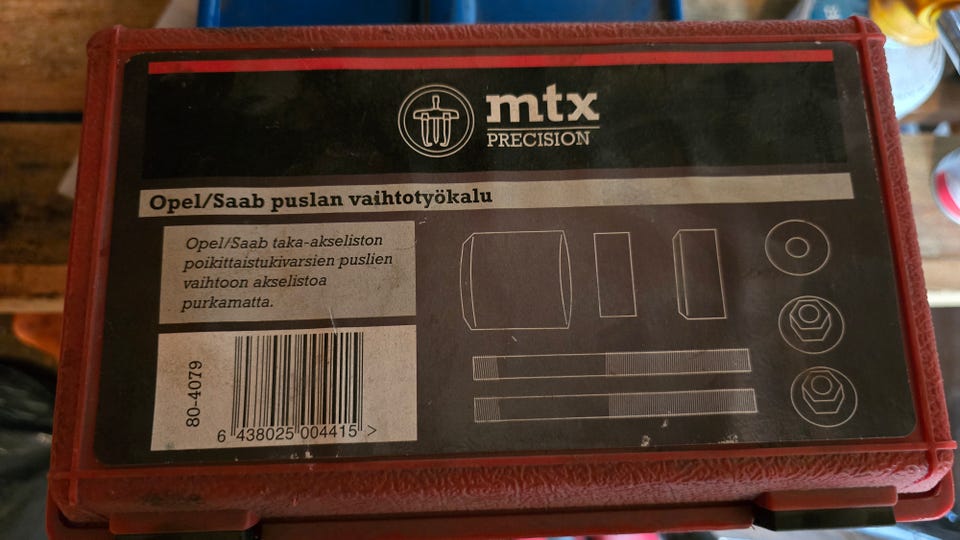 mtx
PRECISION
Opel/Saab puslan vaihtotyökalu
Opel/Saab taka-akseliston
poikittaistukivarsien puslien
vaihtoon akselistoa
purkamatta.
80-4079
6 438025 004415 >